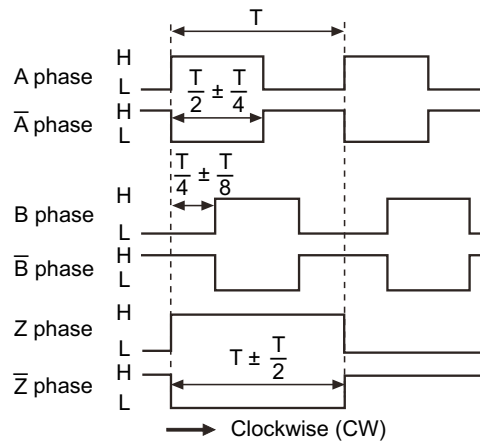 T
A phase H
L
T/2 ± T/4
A̅ phase H
L
T/4 ± T/8
B phase H
L
B̅ phase H
L
Z phase H
L
T ± T/2
Z̅ phase H
L
Clockwise (CW)